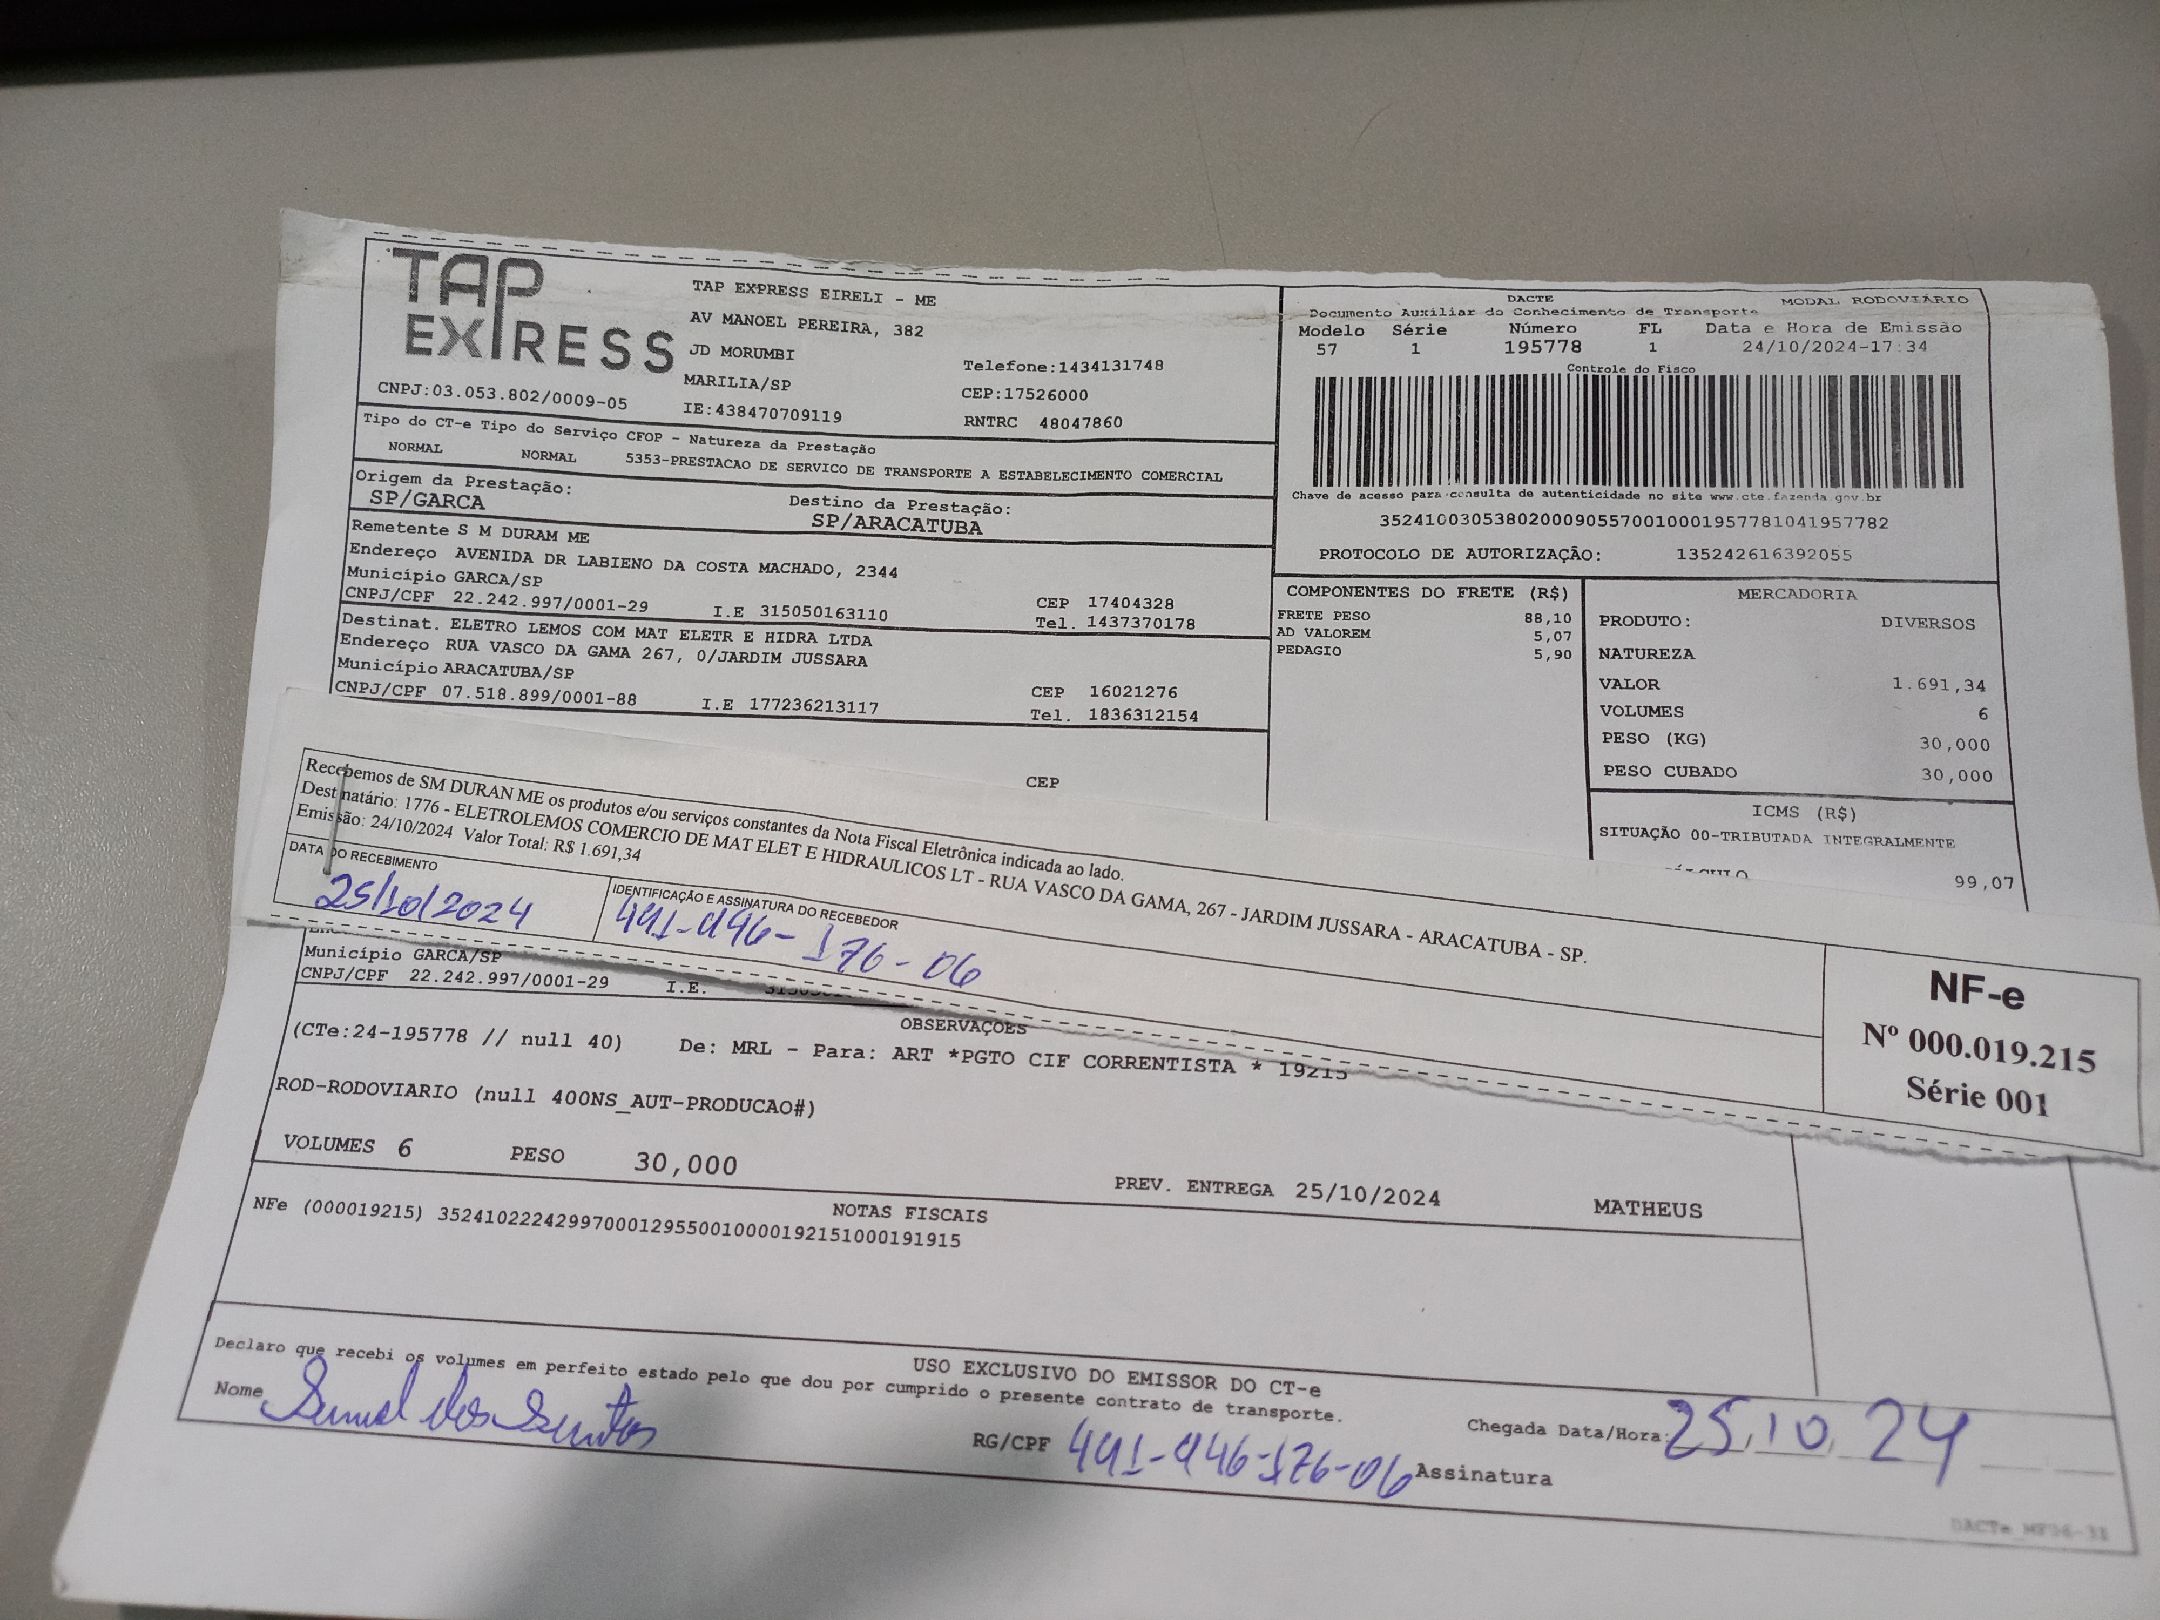 TAP
EXPRESS
CNPJ:03.053.802/0009-05
TAP EXPRESS EIRELI - ME
AV MANOEL PEREIRA, 382
JD MORUMBI
MARILIA/SP
IE:438470709119
Telefone:1434131748
CEP:17526000
RNTRC 48047860
DACTE
MODAL RODOVIÁRIO
Documento Auxiliar do Conhecimento de Transporte
Modelo Série Número FL Data e Hora de Emissão
57 1 195778 1 24/10/2024-17:34
Controle do Fisco
Chave de acesso para consulta de autenticidade no site www.cte.fazenda.gov.br
35241003053802000905570010001957781041957782
PROTOCOLO DE AUTORIZAÇÃO: 135242616392055
Tipo do CT-e Tipo do Serviço CFOP - Natureza da Prestação
NORMAL NORMAL 5353-PRESTACAO DE SERVICO DE TRANSPORTE A ESTABELECIMENTO COMERCIAL
Origem da Prestação: Destino da Prestação:
SP/GARCA SP/ARACATUBA
Remetente S M DURAM ME
Endereço AVENIDA DR LABIENO DA COSTA MACHADO, 2344
Município GARCA/SP CEP 17404328
CNPJ/CPF 22.242.997/0001-29 I.E 315050163110 Tel. 1437370178
Destinat. ELETRO LEMOS COM MAT ELETR E HIDRA LTDA
Endereço RUA VASCO DA GAMA 267, 0/JARDIM JUSSARA
Município ARACATUBA/SP CEP 16021276
CNPJ/CPF 07.518.899/0001-88 I.E 177236213117 Tel. 1836312154
CEP
COMPONENTES DO FRETE (R$)
FRETE PESO 88,10
AD VALOREM 5,07
PEDAGIO 5,90
MERCADORIA
PRODUTO: DIVERSOS
NATUREZA
VALOR 1.691,34
VOLUMES 6
PESO (KG) 30,000
PESO CUBADO 30,000
ICMS (R$)
SITUAÇÃO 00-TRIBUTADA INTEGRALMENTE
99,07
Recebemos de SM DURAN ME os produtos e/ou serviços constantes da Nota Fiscal Eletrônica indicada ao lado.
Destinatário: 1776 - ELETROLEMOS COMERCIO DE MAT ELET E HIDRAULICOS LT - RUA VASCO DA GAMA, 267 - JARDIM JUSSARA - ARACATUBA - SP.
Emissão: 24/10/2024 Valor Total: R$ 1.691,34
DATA DO RECEBIMENTO
25/10/2024
IDENTIFICAÇÃO E ASSINATURA DO RECEBEDOR
491-946-176-06
NF-e
Nº 000.019.215
Série 001
Município GARCA/SP
CNPJ/CPF 22.242.997/0001-29 I.E.
OBSERVAÇÕES
(CTe:24-195778 // null 40) De: MRL - Para: ART *PGTO CIF CORRENTISTA * 19215
ROD-RODOVIARIO (null 400NS_AUT-PRODUCAO#)
VOLUMES 6 PESO 30,000 PREV. ENTREGA 25/10/2024 MATHEUS
NOTAS FISCAIS
NFe (000019215) 35241022242997000129550010000192151000191915
USO EXCLUSIVO DO EMISSOR DO CT-e
Declaro que recebi os volumes em perfeito estado pelo que dou por cumprido o presente contrato de transporte.
Nome dos Santos RG/CPF 491-946-176-06 Assinatura
Chegada Data/Hora: 25,10,24